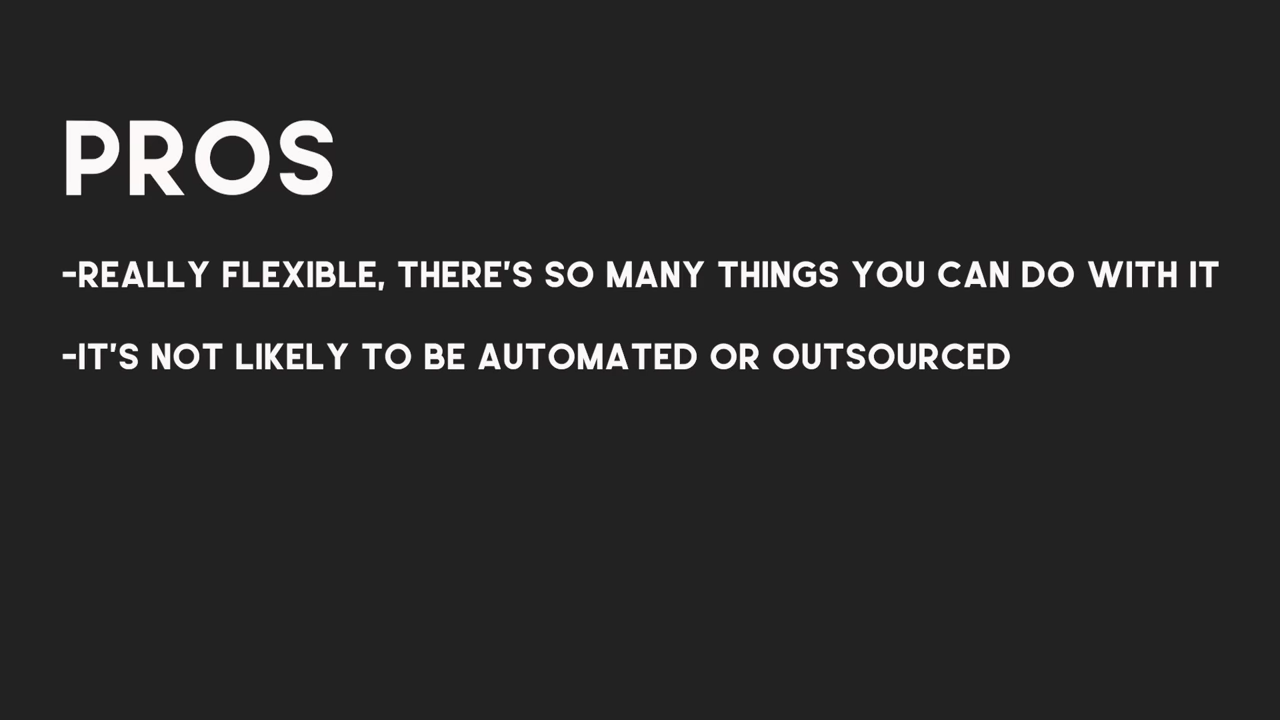 PROS
-REALLY FLEXIBLE, THERE'S SO MANY THINGS YOU CAN DO WITH IT
-IT'S NOT LIKELY TO BE AUTOMATED OR OUTSOURCED